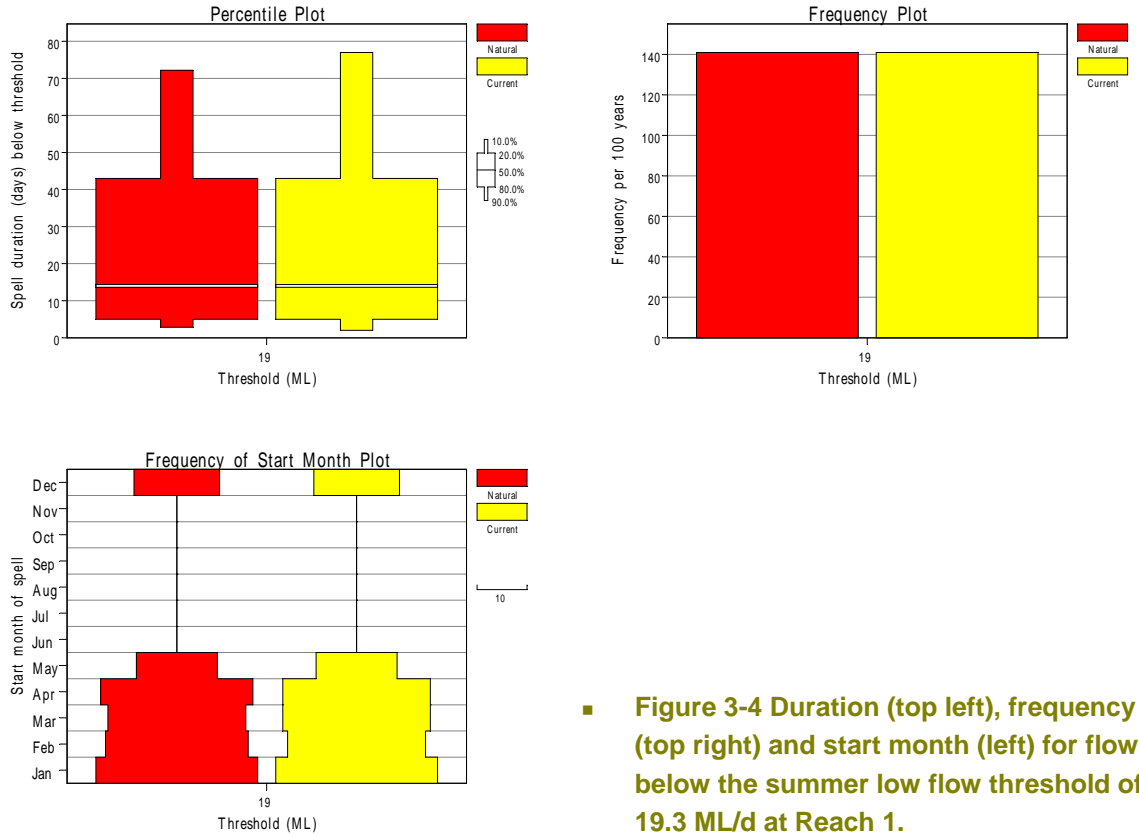 Percentile Plot
Spell duration (days) below threshold
80
70
60
50
40
30
20
10
0
19
Threshold (ML)
Natural
Current
10.0%
20.0%
50.0%
80.0%
90.0%
Frequency Plot
Frequency per 100 years
140
120
100
80
60
40
20
0
19
Threshold (ML)
Natural
Current
Frequency of Start Month Plot
Start month of spell
Dec
Nov
Oct
Sep
Aug
Jul
Jun
May
Apr
Mar
Feb
Jan
19
Threshold (ML)
Natural
Current
10
▪ Figure 3-4 Duration (top left), frequency
(top right) and start month (left) for flow
below the summer low flow threshold of
19.3 ML/d at Reach 1.